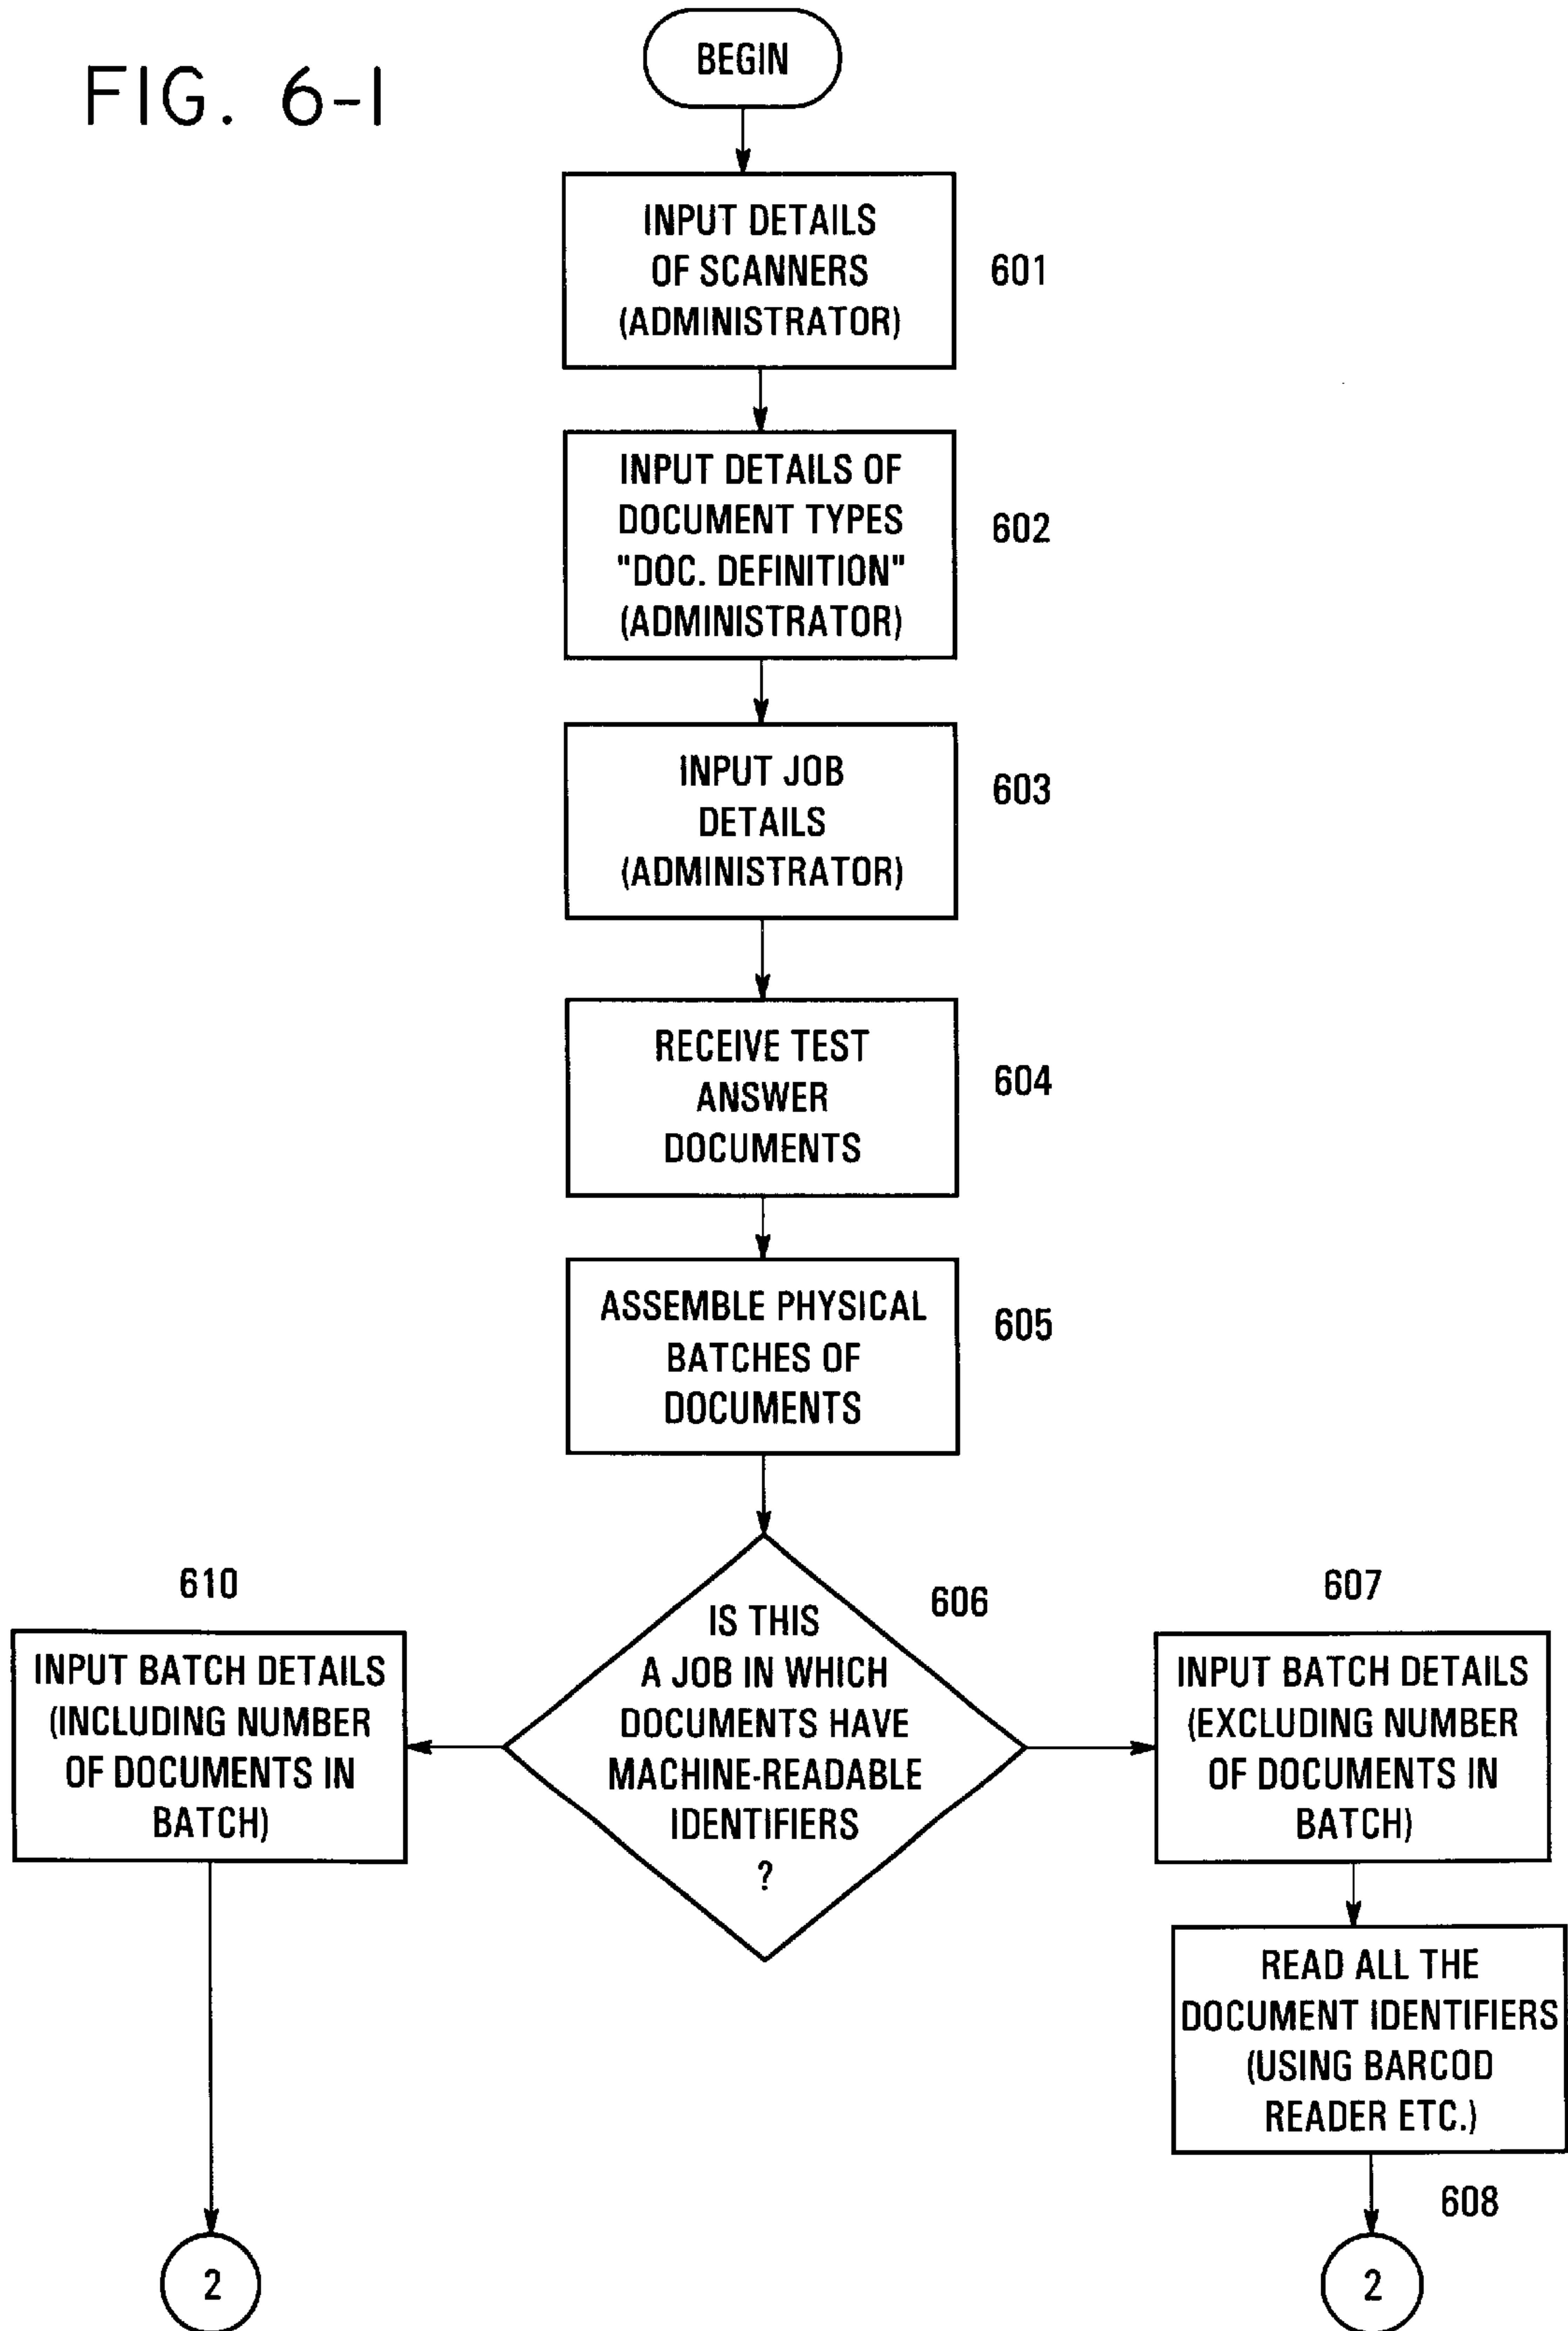 FIG. 6-1
BEGIN
INPUT DETAILS
OF SCANNERS
(ADMINISTRATOR)
601
INPUT DETAILS OF
DOCUMENT TYPES
"DOC. DEFINITION"
(ADMINISTRATOR)
602
INPUT JOB
DETAILS
(ADMINISTRATOR)
603
RECEIVE TEST
ANSWER
DOCUMENTS
604
ASSEMBLE PHYSICAL
BATCHES OF
DOCUMENTS
605
610
INPUT BATCH DETAILS
(INCLUDING NUMBER
OF DOCUMENTS IN
BATCH)
606
IS THIS
A JOB IN WHICH
DOCUMENTS HAVE
MACHINE-READABLE
IDENTIFIERS
?
607
INPUT BATCH DETAILS
(EXCLUDING NUMBER
OF DOCUMENTS IN
BATCH)
READ ALL THE
DOCUMENT IDENTIFIERS
(USING BARCOD
READER ETC.)
608
2
2